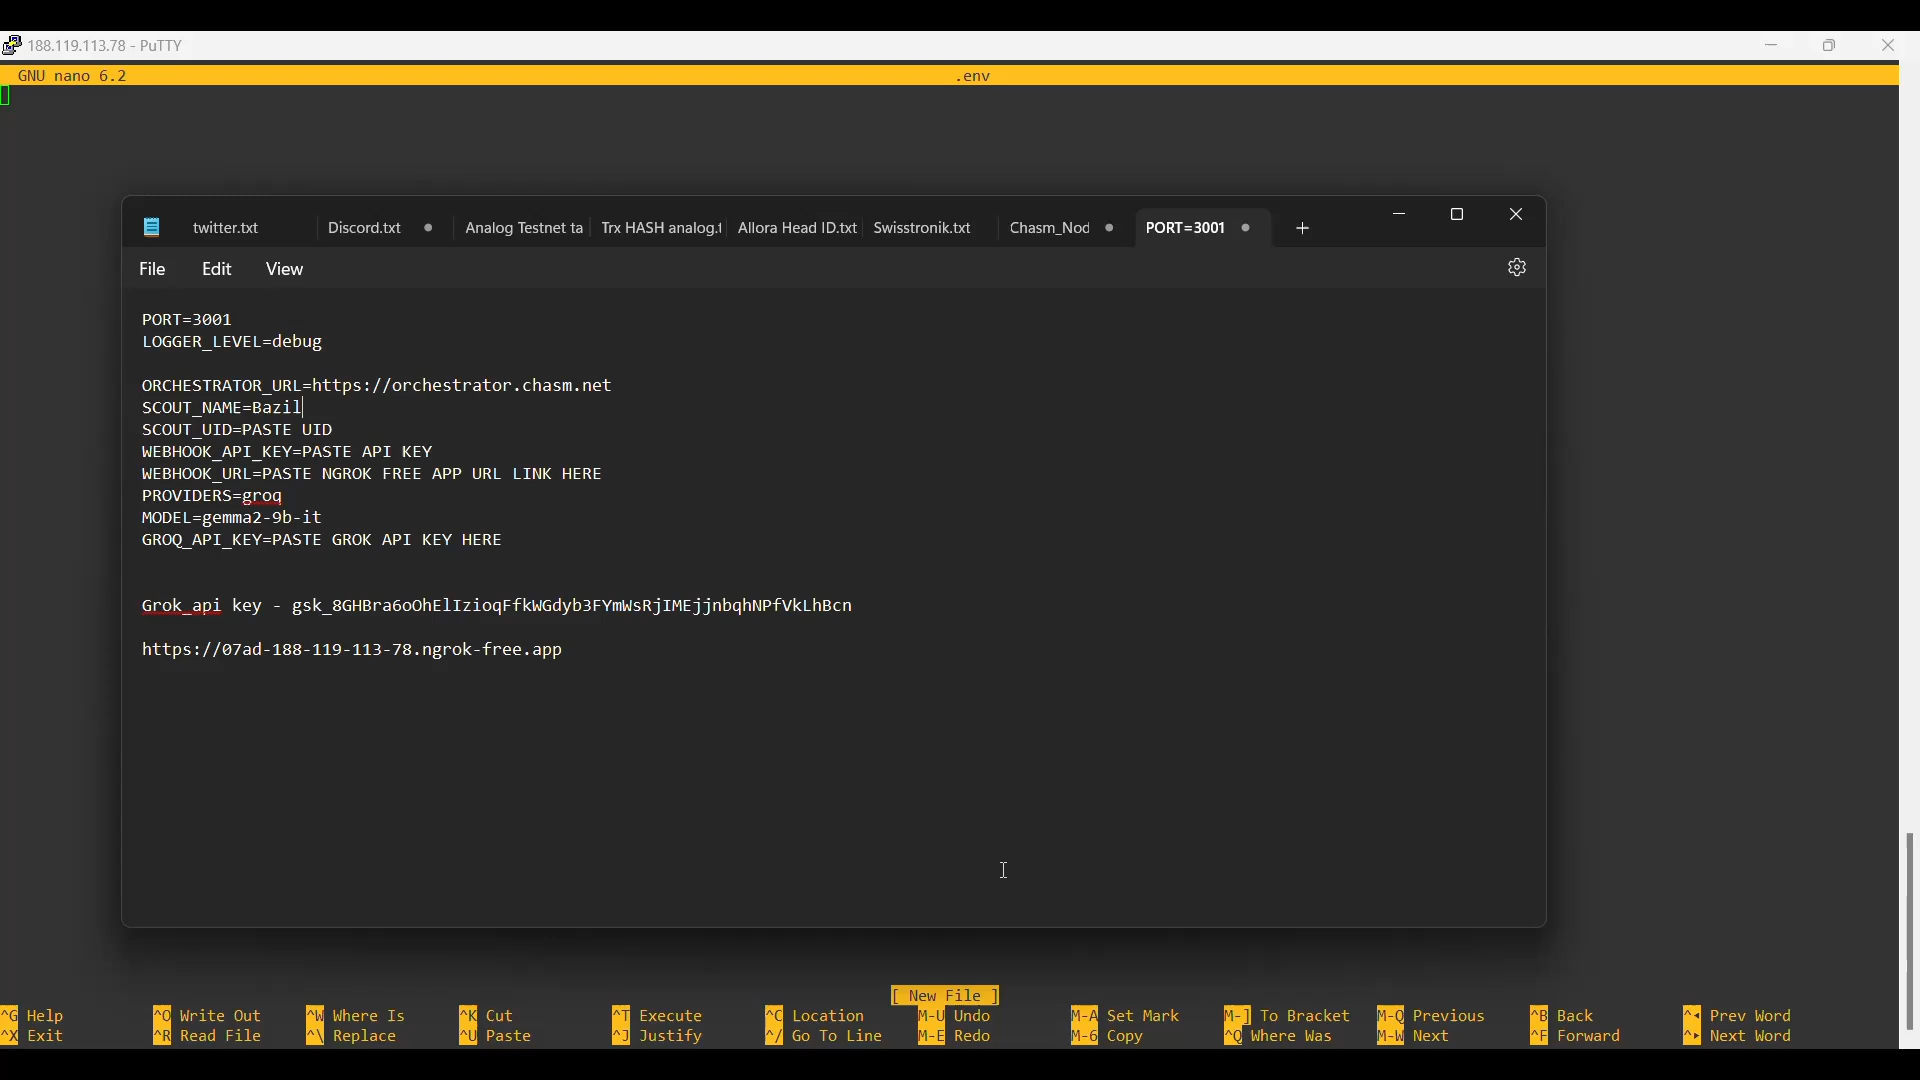 188.119.113.78 - PuTTY
GNU nano 6.2 .env
twitter.txt Discord.txt Analog Testnet ta Trx HASH analog.t Allora Head ID.txt Swisstronik.txt Chasm_Nod PORT=3001
File Edit View
PORT=3001
LOGGER_LEVEL=debug
ORCHESTRATOR_URL=https://orchestrator.chasm.net
SCOUT_NAME=Bazil
SCOUT_UID=PASTE UID
WEBHOOK_API_KEY=PASTE API KEY
WEBHOOK_URL=PASTE NGROK FREE APP URL LINK HERE
PROVIDERS=groq
MODEL=gemma2-9b-it
GROQ_API_KEY=PASTE GROK API KEY HERE
Grok_api key - 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
https://07ad-188-119-113-78.ngrok-free.app
[ New File ]
^G Help ^O Write Out ^W Where Is ^K Cut ^T Execute ^C Location M-U Undo M-A Set Mark M-] To Bracket M-Q Previous ^B Back ^◂ Prev Word
^X Exit ^R Read File ^\ Replace ^U Paste ^J Justify ^/ Go To Line M-E Redo M-6 Copy ^Q Where Was M-W Next ^F Forward ^▸ Next Word